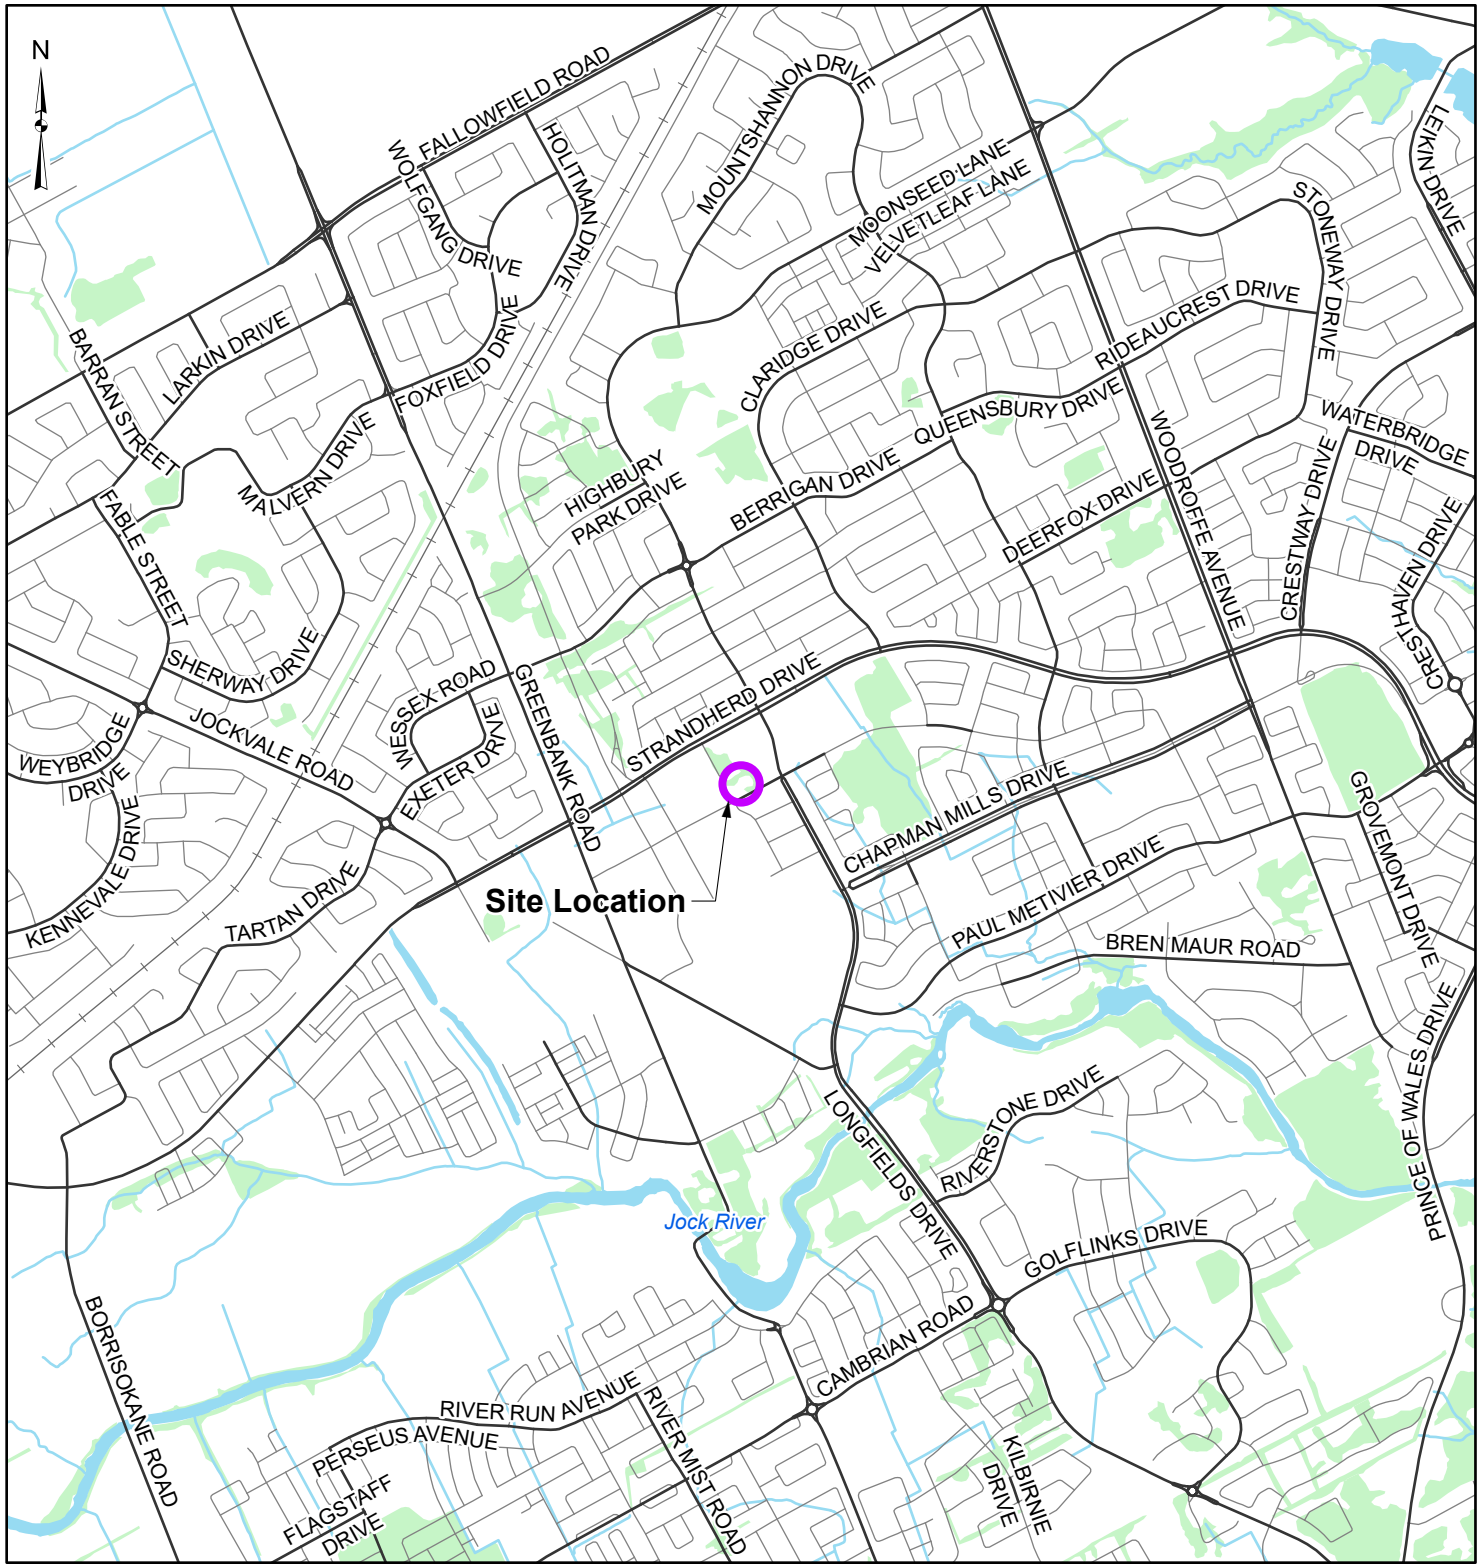 N
FALLOWFIELD ROAD
MOUNTSHANNON DRIVE
WOLFGANG DRIVE
HOLITMAN DRIVE
MOONSEED LANE
VELVETLEAF LANE
LEIKIN DRIVE
STONEWAY DRIVE
BARRAN STREET
LARKIN DRIVE
FOXFIELD DRIVE
CLARIDGE DRIVE
RIDEAUCREST DRIVE
MALVERN DRIVE
QUEENSBURY DRIVE
WATERBRIDGE
DRIVE
HIGHBURY
PARK DRIVE
BERRIGAN DRIVE
DEERFOX DRIVE
WOODROFFE AVENUE
CRESTWAY DRIVE
CRESTHAVEN DRIVE
FABLE STREET
SHERWAY DRIVE
WESSEX ROAD
GREENBANK ROAD
STRANDHERD DRIVE
JOCKVALE ROAD
WEYBRIDGE
DRIVE
EXETER DRIVE
KENNEVALE DRIVE
CHAPMAN MILLS DRIVE
GROVEMONT DRIVE
PAUL METIVIER DRIVE
TARTAN DRIVE
Site Location
BREN MAUR ROAD
PRINCE OF WALES DRIVE
RIVERSTONE DRIVE
LONGFIELDS DRIVE
Jock River
GOLFLINKS DRIVE
BORRISOKANE ROAD
CAMBRIAN ROAD
RIVER RUN AVENUE
PERSEUS AVENUE
RIVER MIST ROAD
KILBIRNIE
DRIVE
FLAGSTAFF
DRIVE